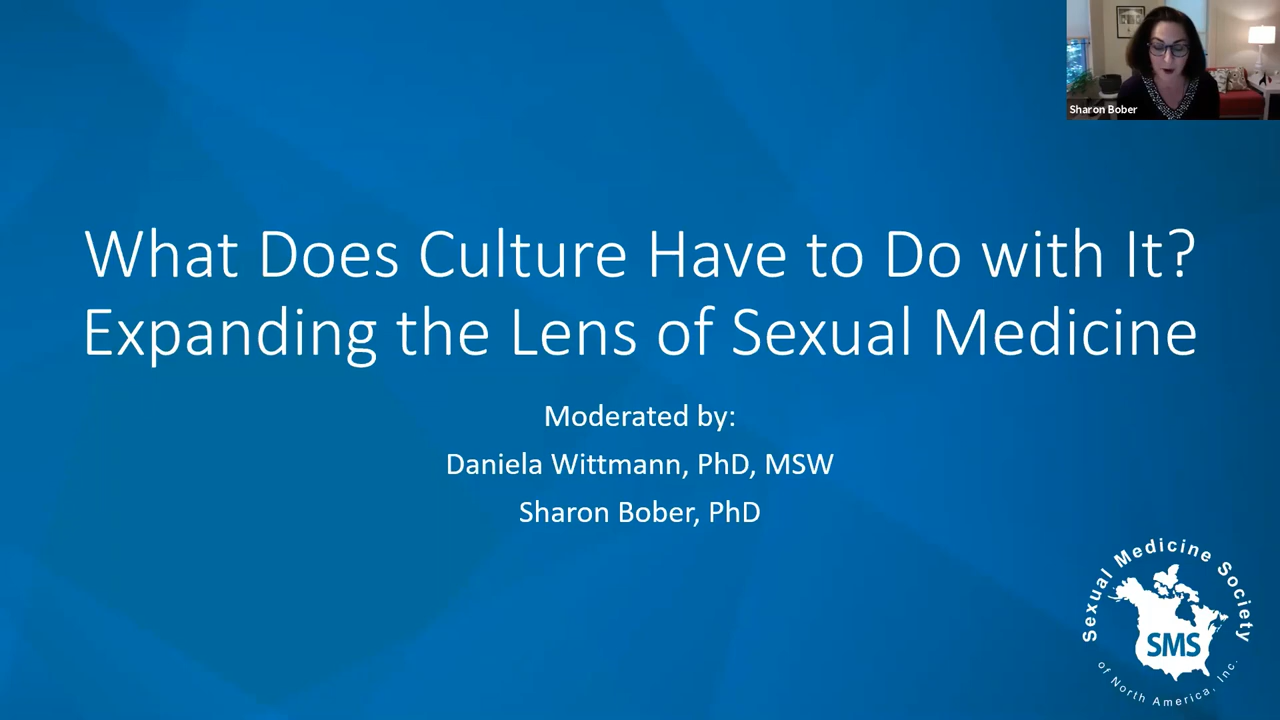 Sharon Bober
What Does Culture Have to Do with It?
Expanding the Lens of Sexual Medicine
Moderated by:
Daniela Wittmann, PhD, MSW
Sharon Bober, PhD
Sexual Medicine Society
SMS
of North America, Inc.